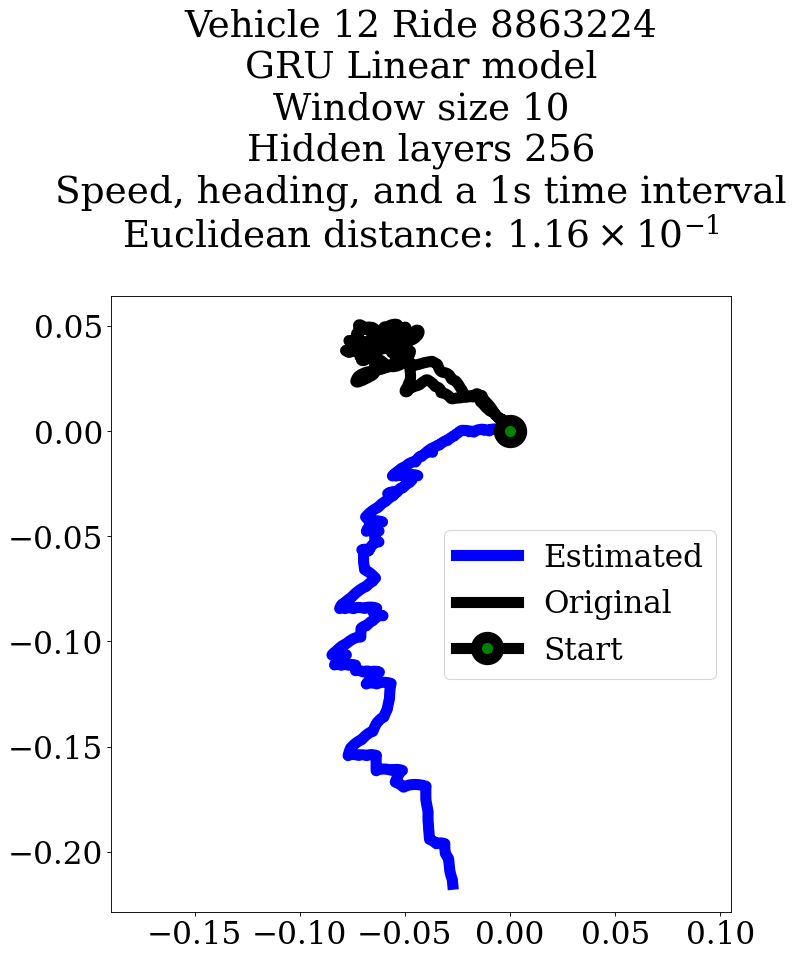 Vehicle 12 Ride 8863224
GRU Linear model
Window size 10
Hidden layers 256
Speed, heading, and a 1s time interval
Euclidean distance: 1.16 × 10⁻¹
0.05
0.00
−0.05
−0.10
−0.15
−0.20
Estimated
Original
Start
−0.15 −0.10 −0.05 0.00 0.05 0.10